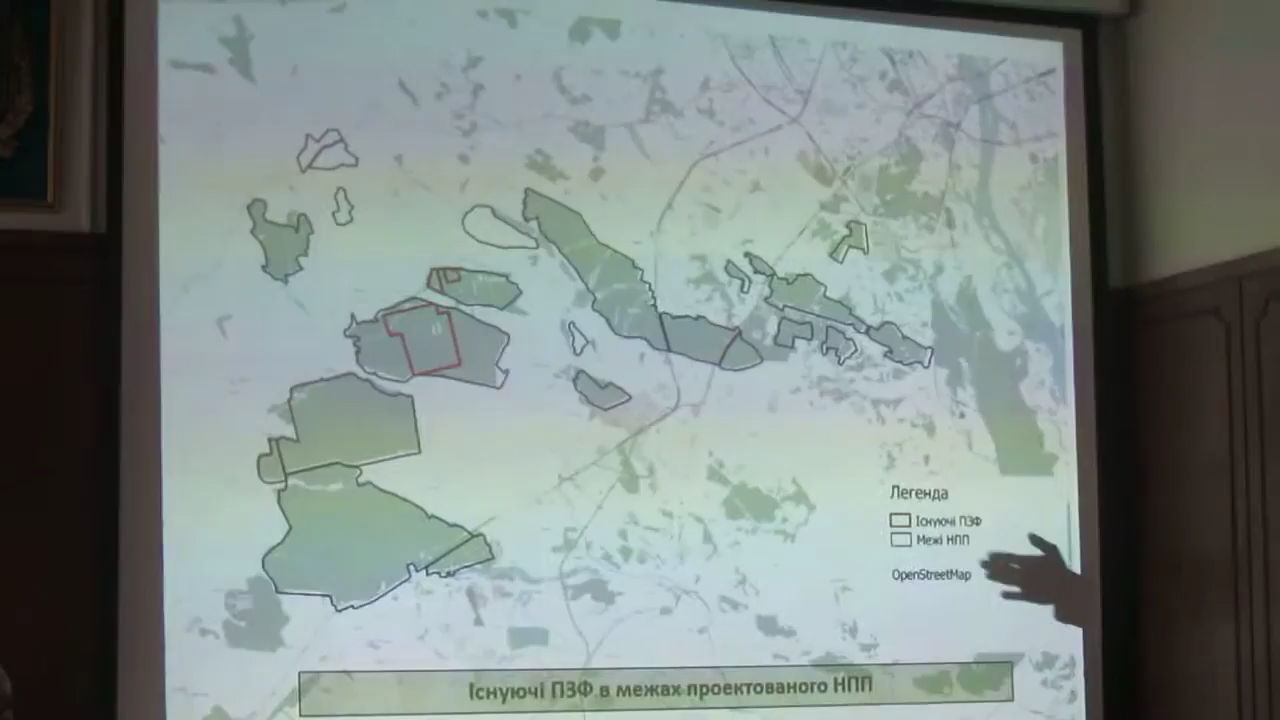 Легенда
Існуючі ПЗФ
Межі НПП
OpenStreetMap
Існуючі ПЗФ в межах проектованого НПП